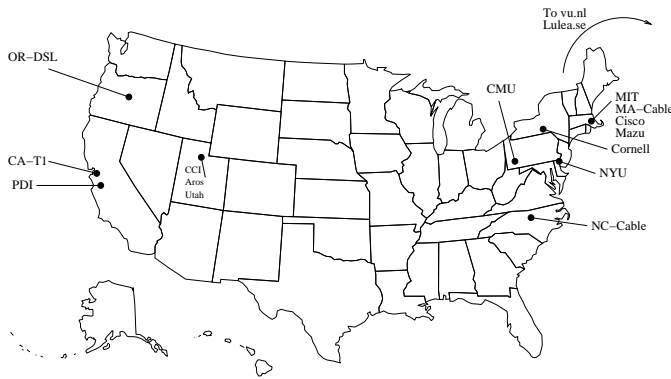 To vu.nl
Lulea.se
OR−DSL
CMU
MIT
MA−Cable
Cisco
Mazu
Cornell
CA−T1
PDI
CCI
Aros
Utah
NYU
NC−Cable